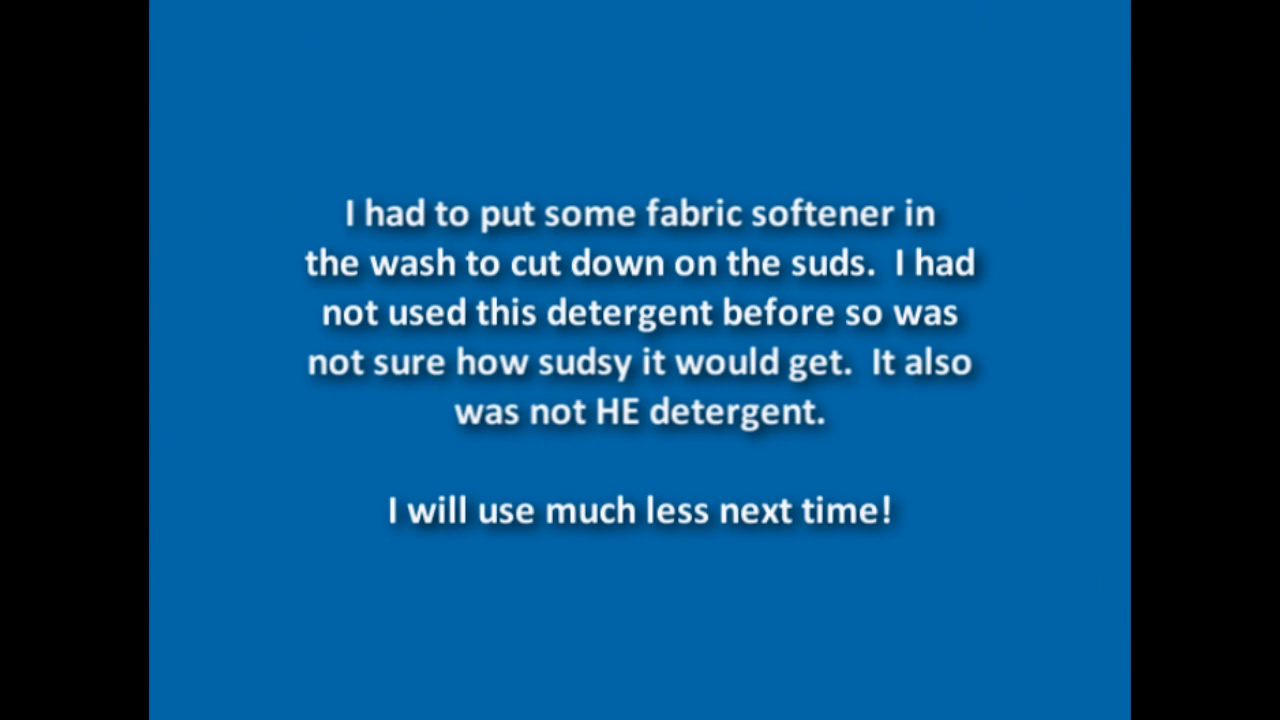 I had to put some fabric softener in
the wash to cut down on the suds.  I had
not used this detergent before so was
not sure how sudsy it would get.  It also
was not HE detergent.
I will use much less next time!